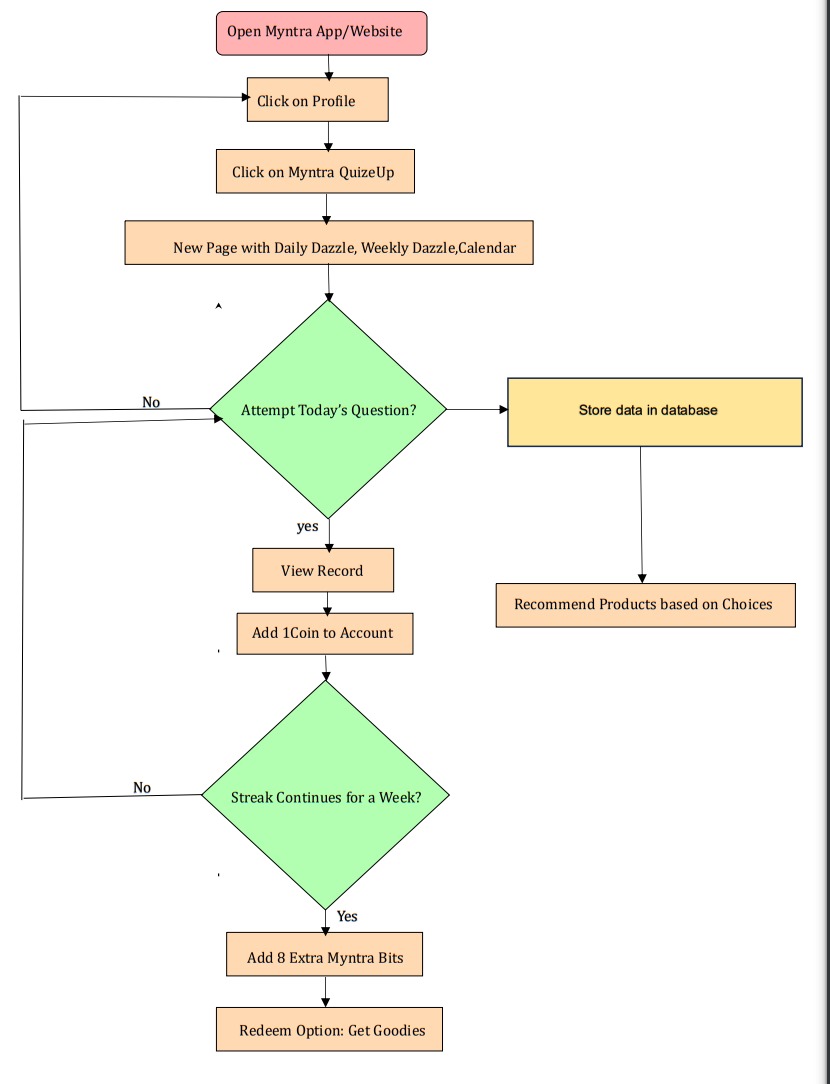 Open Myntra App/Website
Click on Profile
Click on Myntra QuizeUp
New Page with Daily Dazzle, Weekly Dazzle,Calendar
No
Attempt Today's Question?
Store data in database
yes
View Record
Recommend Products based on Choices
Add 1Coin to Account
No
Streak Continues for a Week?
Yes
Add 8 Extra Myntra Bits
Redeem Option: Get Goodies